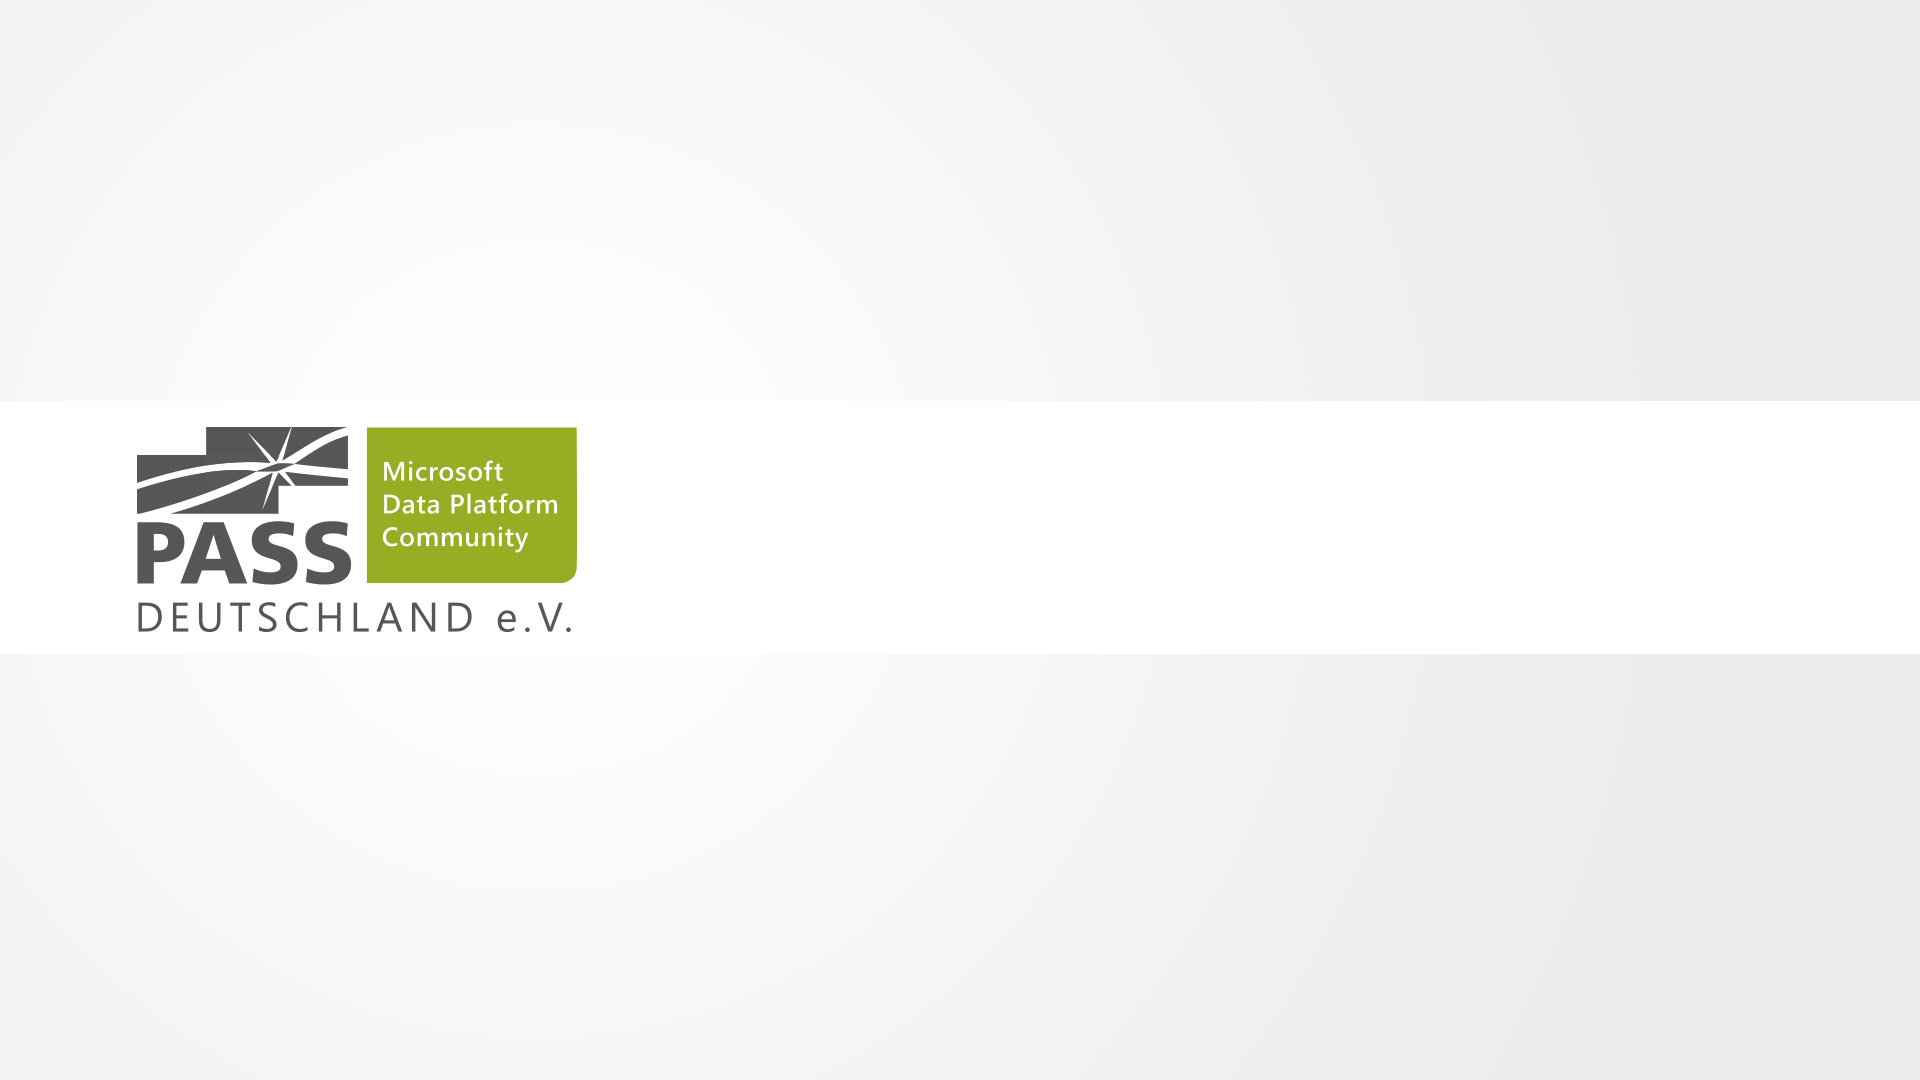 PASS
Microsoft
Data Platform
Community
DEUTSCHLAND e.V.